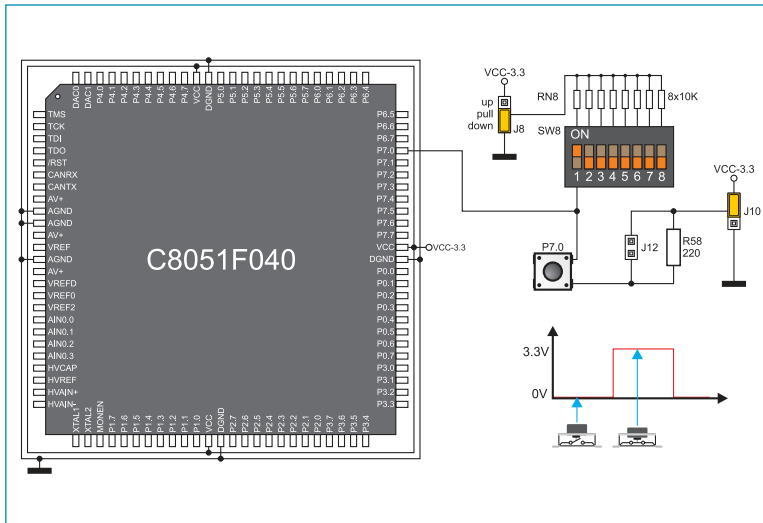 DAC0
DAC1
P4.0
P4.1
P4.2
P4.3
P4.4
P4.5
P4.6
P4.7
VCC
DGND
P5.0
P5.1
P5.2
P5.3
P5.4
P5.5
P5.6
P5.7
P6.0
P6.1
P6.2
P6.3
P6.4
TMS
TCK
TDI
TDO
/RST
CANRX
CANTX
AV+
AGND
AGND
AV+
VREF
AGND
AV+
VREFD
VREF0
VREF2
AIN0.0
AIN0.1
AIN0.2
AIN0.3
HVCAP
HVREF
HVAIN+
HVAIN-
C8051F040
P6.5
P6.6
P6.7
P7.0
P7.1
P7.2
P7.3
P7.4
P7.5
P7.6
P7.7
VCC
DGND
P0.0
P0.1
P0.2
P0.3
P0.4
P0.5
P0.6
P0.7
P3.0
P3.1
P3.2
P3.3
XTAL1
XTAL2
MONEN
P1.7
P1.6
P1.5
P1.4
P1.3
P1.2
P1.1
P1.0
VCC
DGND
P2.7
P2.6
P2.5
P2.4
P2.3
P2.2
P2.1
P2.0
P3.7
P3.6
P3.5
P3.4
VCC-3.3
VCC-3.3
up
pull
down
J8
RN8
8x10K
SW8
ON
1 2 3 4 5 6 7 8
VCC-3.3
J10
P7.0
J12
R58
220
3.3V
0V